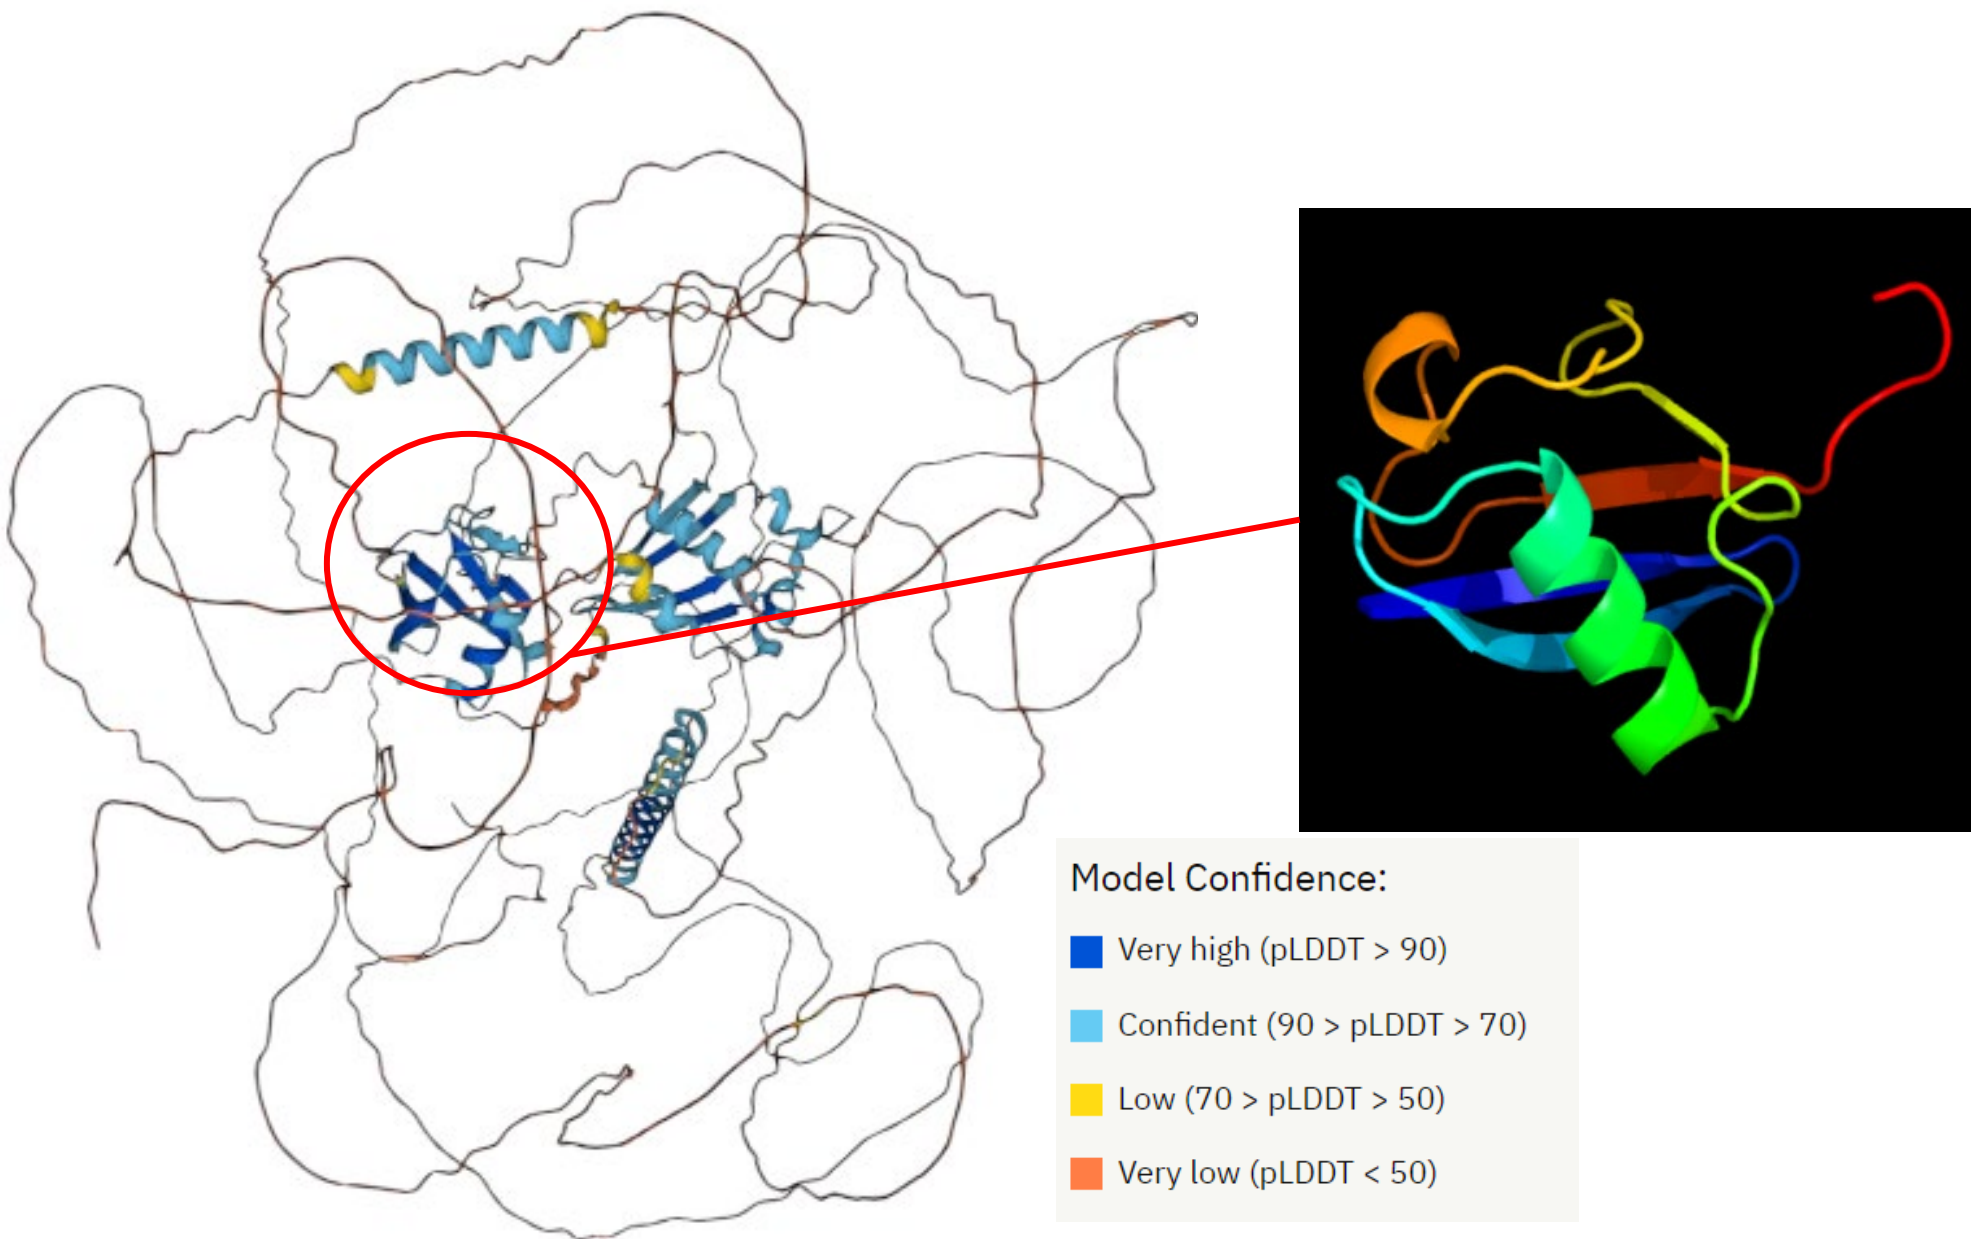 Model Confidence:
Very high (pLDDT > 90)
Confident (90 > pLDDT > 70)
Low (70 > pLDDT > 50)
Very low (pLDDT < 50)